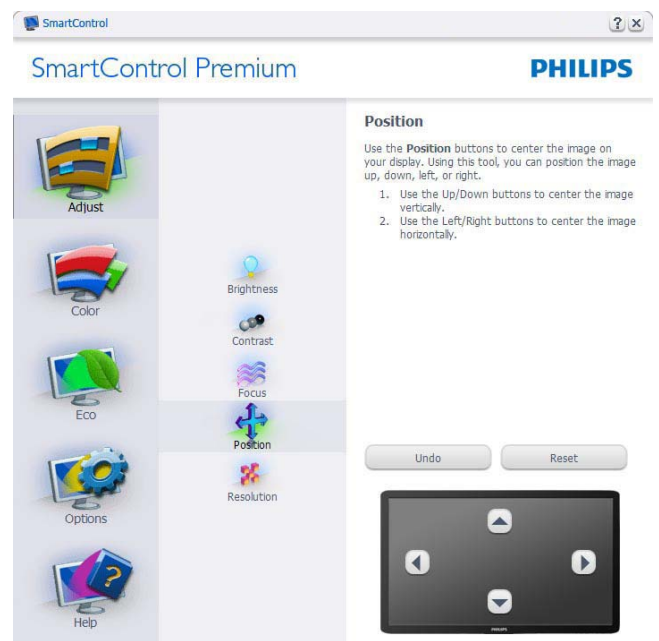 SmartControl
? x
SmartControl Premium
PHILIPS
Adjust
Color
Eco
Options
Help
Brightness
Contrast
Focus
Position
Resolution
Position
Use the Position buttons to center the image on
your display. Using this tool, you can position the image
up, down, left, or right.
1. Use the Up/Down buttons to center the image
vertically.
2. Use the Left/Right buttons to center the image
horizontally.
Undo
Reset
?
PHILIPS